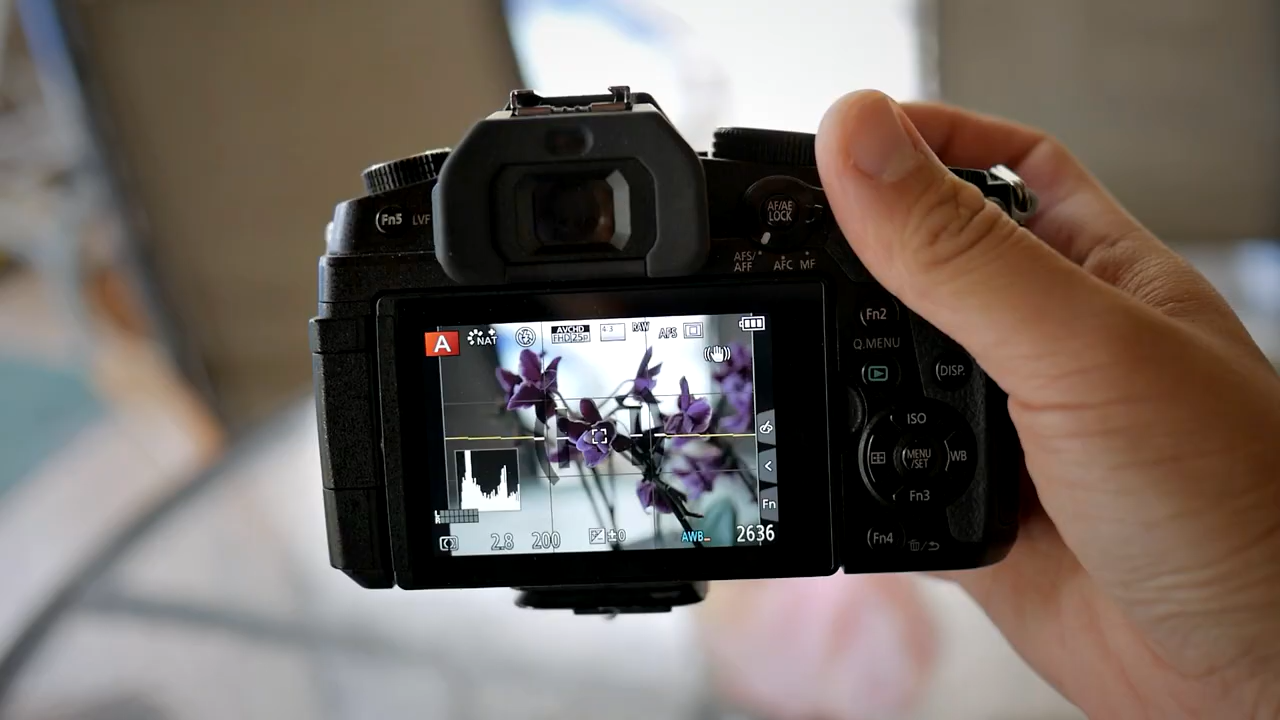 Fn5 LVF
AF/AE
LOCK
AFS/
AFF AFC MF
Fn2
Q.MENU
DISP.
ISO
MENU
/SET
WB
Fn3
Fn4
A
NAT
AVCHD
FHD 25p
4:3
RAW
AFS
Fn
2.8 200 ±0 AWB 2636